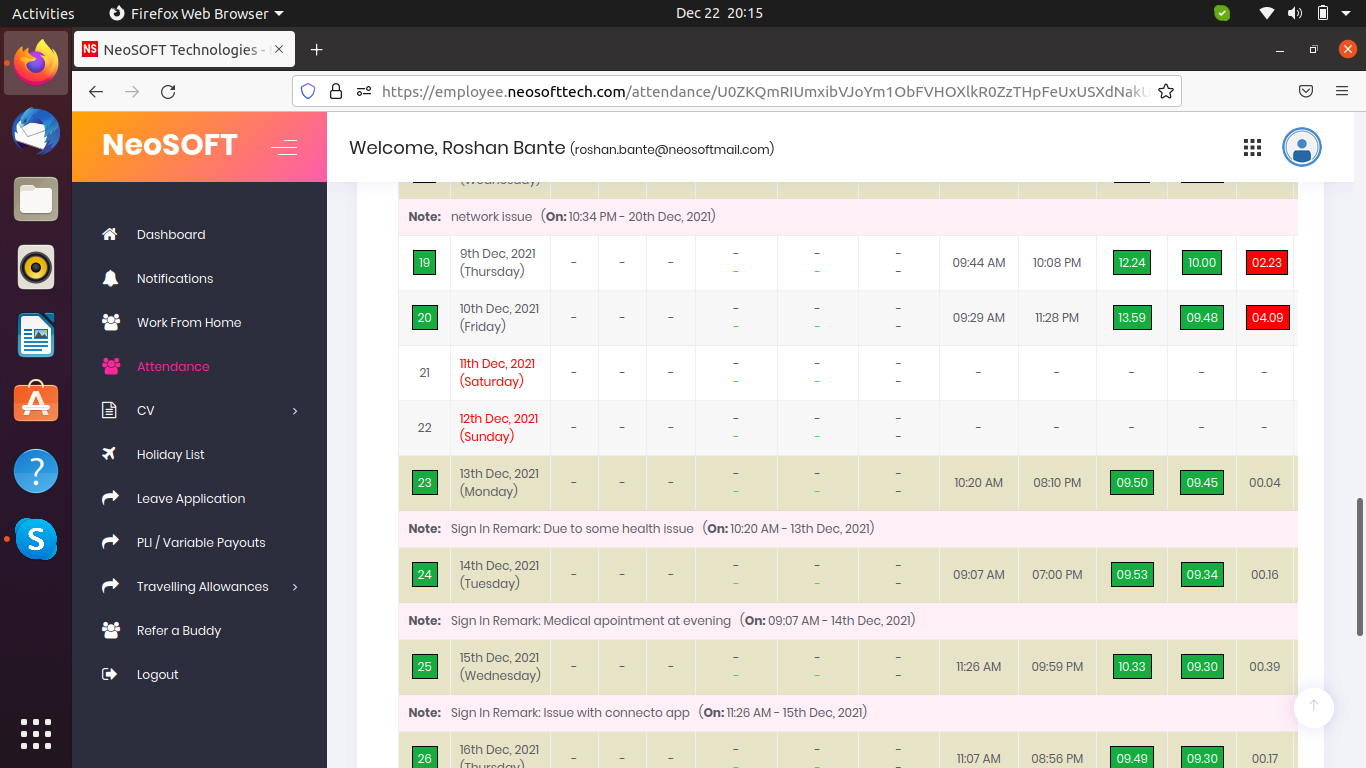 Activities
Firefox Web Browser
Dec 22 20:15
NS NeoSOFT Technologies -
https://employee.neosofttech.com/attendance/U0ZKQmRIUmxibVJoYm1ObFVHOXlkR0ZzTHpFeUxUSXdNakU
NeoSOFT
Welcome, Roshan Bante (roshan.bante@neosoftmail.com)
Dashboard
Notifications
Work From Home
Attendance
CV
Holiday List
Leave Application
PLI / Variable Payouts
Travelling Allowances
Refer a Buddy
Logout
(Wednesday)
Note: network issue (On: 10:34 PM - 20th Dec, 2021)
19 9th Dec, 2021 (Thursday) - - - - - - - - - 09:44 AM 10:08 PM 12.24 10.00 02.23
20 10th Dec, 2021 (Friday) - - - - - - - - - 09:29 AM 11:28 PM 13.59 09.48 04.09
21 11th Dec, 2021 (Saturday) - - - - - - - - - - - - - -
22 12th Dec, 2021 (Sunday) - - - - - - - - - - - - - -
23 13th Dec, 2021 (Monday) - - - - - - - - - 10:20 AM 08:10 PM 09.50 09.45 00.04
Note: Sign In Remark: Due to some health issue (On: 10:20 AM - 13th Dec, 2021)
24 14th Dec, 2021 (Tuesday) - - - - - - - - - 09:07 AM 07:00 PM 09.53 09.34 00.16
Note: Sign In Remark: Medical apointment at evening (On: 09:07 AM - 14th Dec, 2021)
25 15th Dec, 2021 (Wednesday) - - - - - - - - - 11:26 AM 09:59 PM 10.33 09.30 00.39
Note: Sign In Remark: Issue with connecto app (On: 11:26 AM - 15th Dec, 2021)
26 16th Dec, 2021 (Thursday) - - - - - - - - - 11:07 AM 08:56 PM 09.49 09.30 00.17